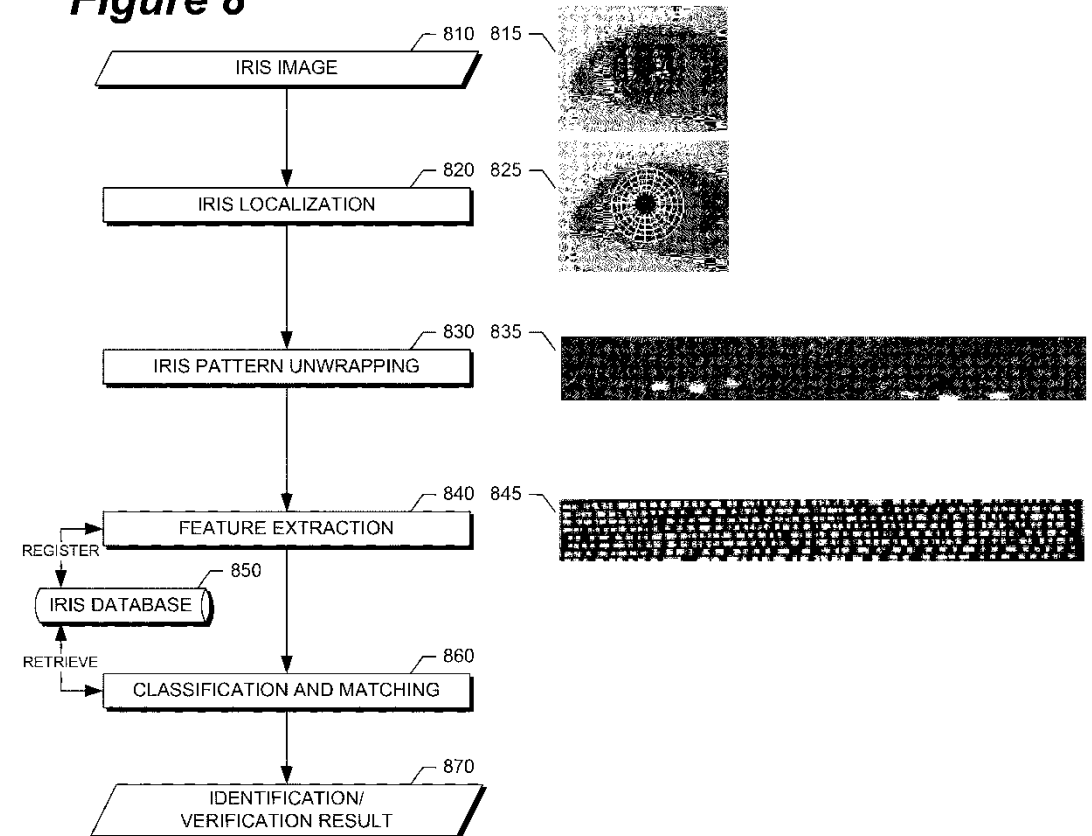 Figure 8
810 815
IRIS IMAGE
820 825
IRIS LOCALIZATION
830 835
IRIS PATTERN UNWRAPPING
840 845
FEATURE EXTRACTION
REGISTER
850
IRIS DATABASE
RETRIEVE
860
CLASSIFICATION AND MATCHING
870
IDENTIFICATION/
VERIFICATION RESULT